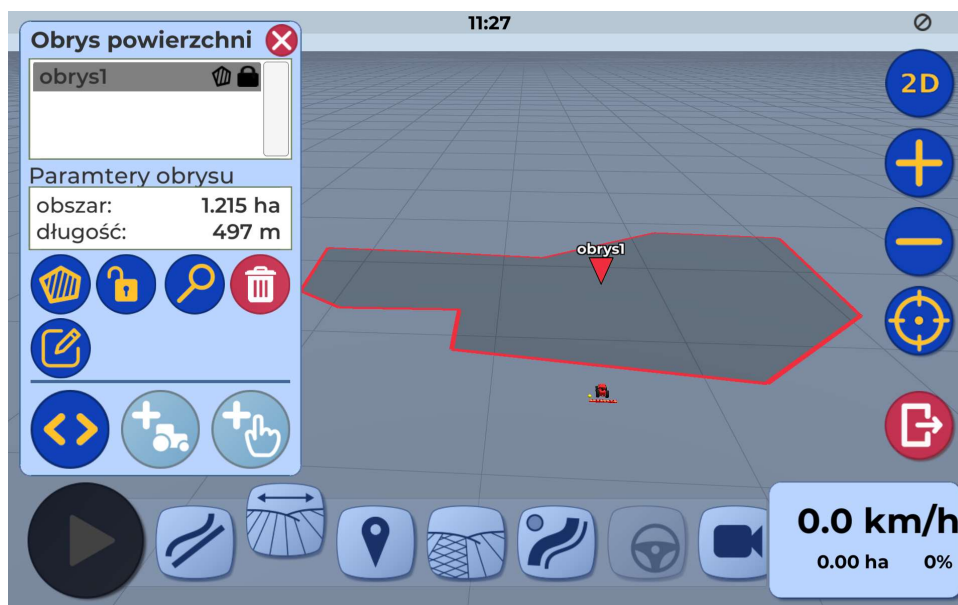 11:27
Obrys powierzchni
obrys1
Paramtery obrysu
obszar: 1.215 ha
długość: 497 m
obrys1
2D
0.0 km/h
0.00 ha 0%